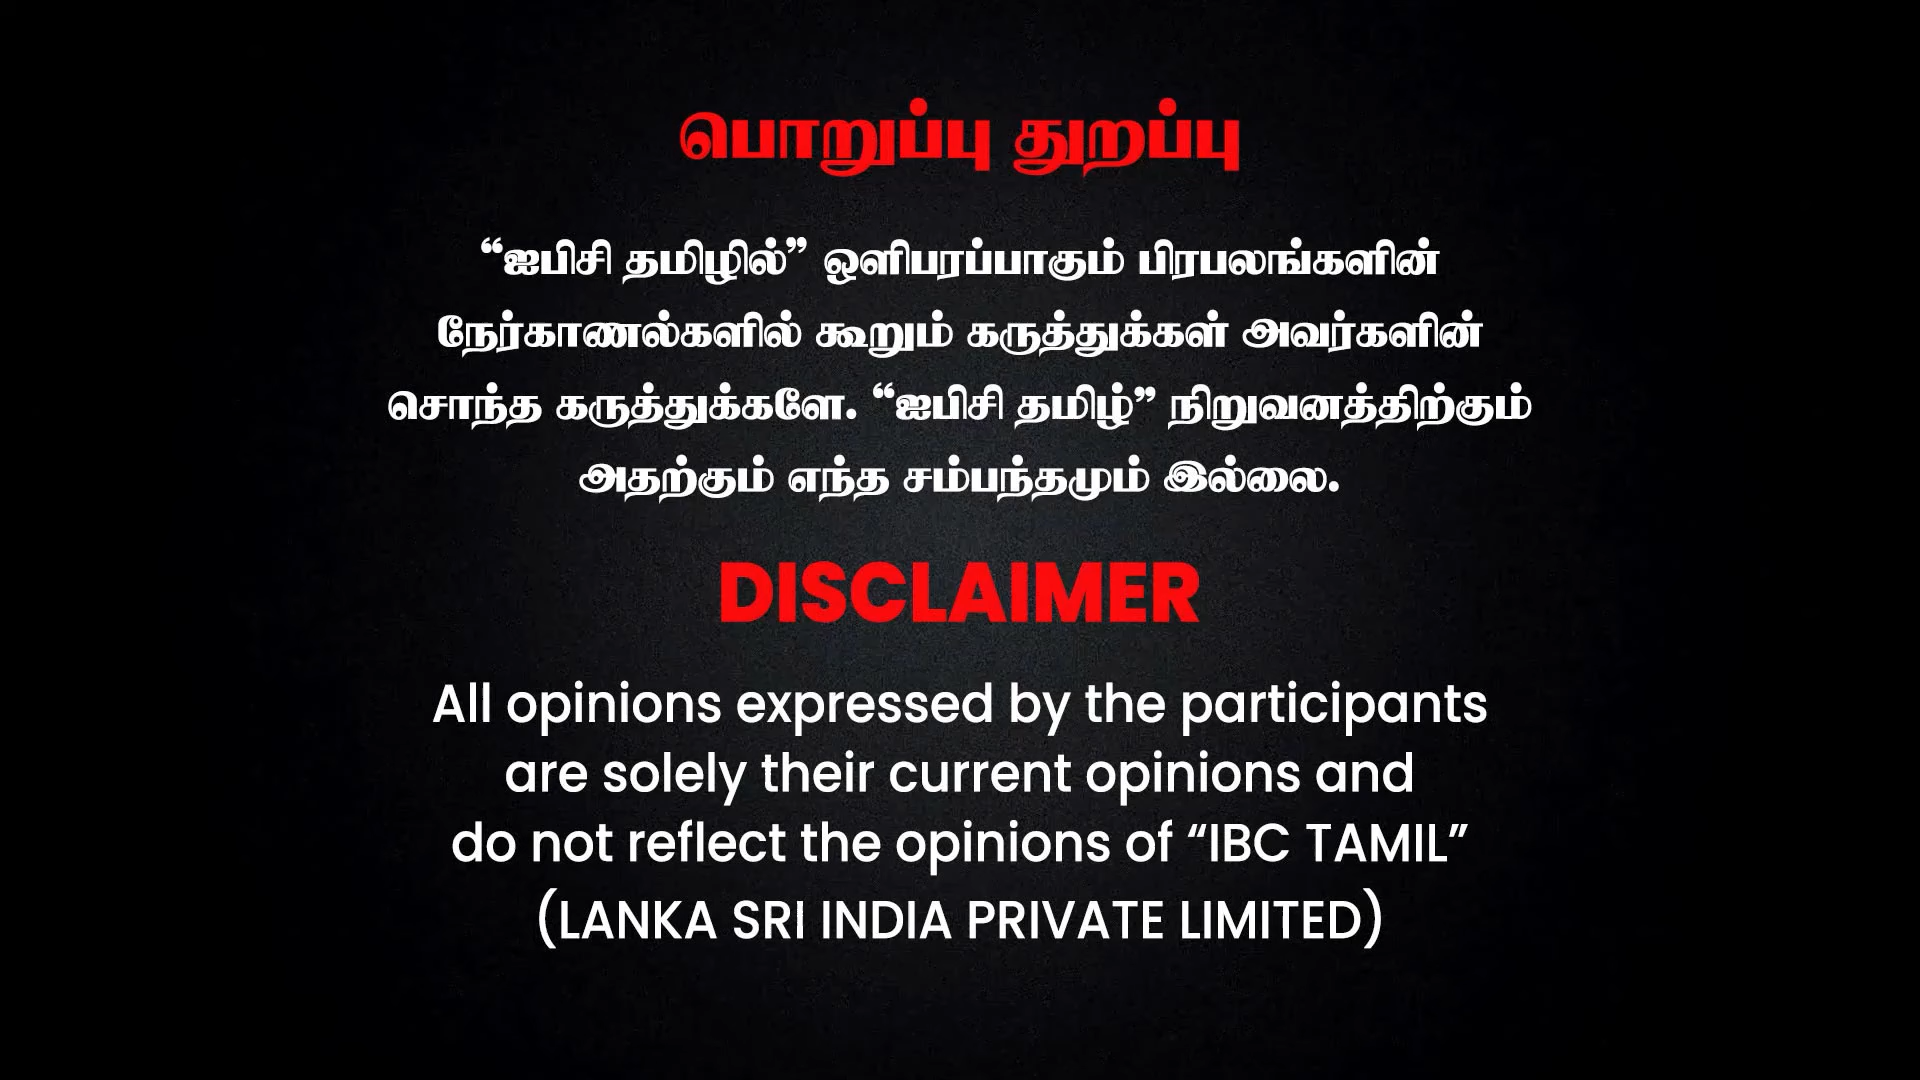 பொறுப்பு துறப்பு
“ஐபிசி தமிழில்” ஒளிபரப்பாகும் பிரபலங்களின்
நேர்காணல்களில் கூறும் கருத்துக்கள் அவர்களின்
சொந்த கருத்துக்களே. “ஐபிசி தமிழ்” நிறுவனத்திற்கும்
அதற்கும் எந்த சம்பந்தமும் இல்லை.
DISCLAIMER
All opinions expressed by the participants
are solely their current opinions and
do not reflect the opinions of “IBC TAMIL”
(LANKA SRI INDIA PRIVATE LIMITED)